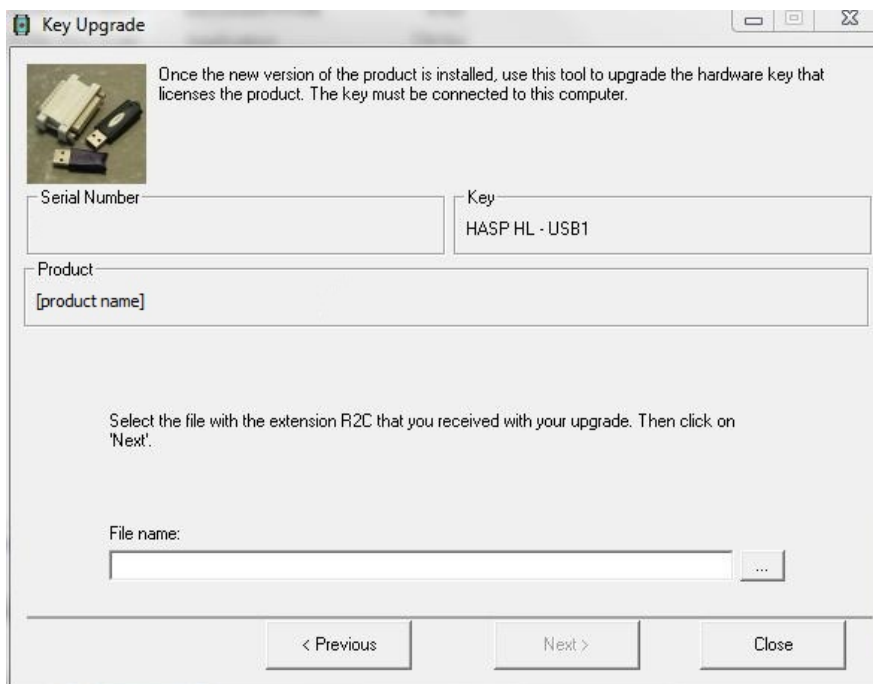 Key Upgrade
Once the new version of the product is installed, use this tool to upgrade the hardware key that
licenses the product. The key must be connected to this computer.
Serial Number
Key
HASP HL - USB1
Product
[product name]
Select the file with the extension R2C that you received with your upgrade. Then click on
'Next'.
File name:
...
< Previous
Next >
Close